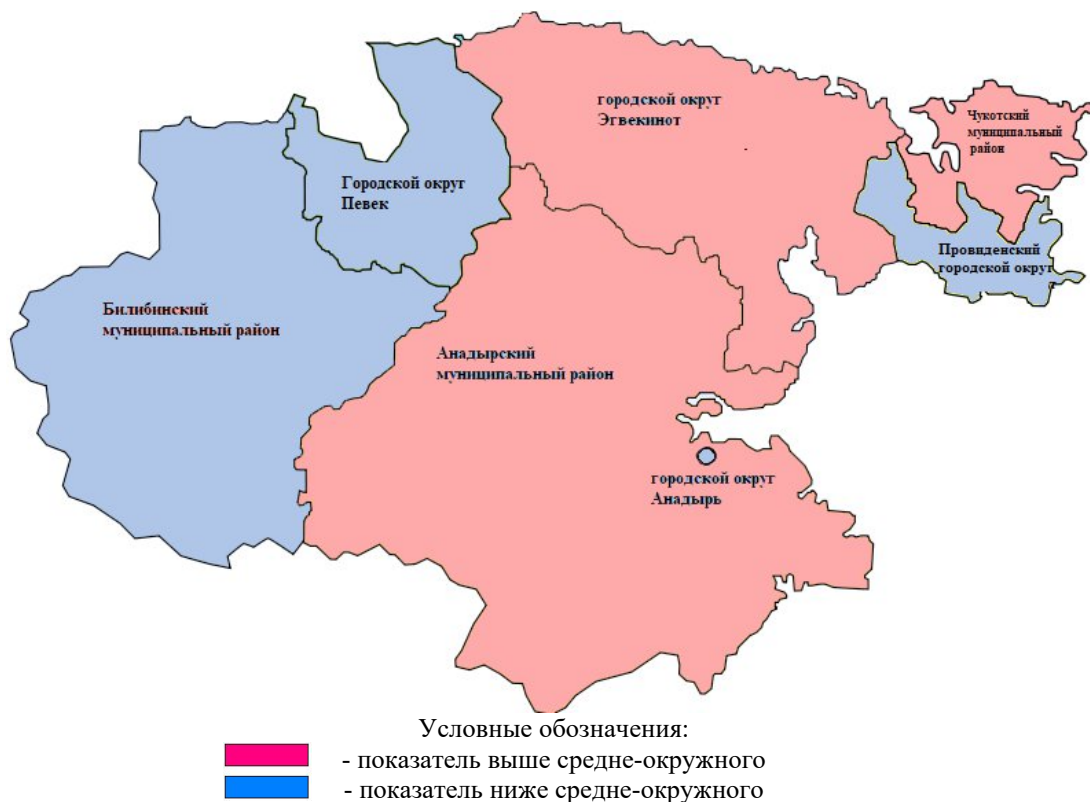 городской округ
Эгвекинот
Чукотский
муниципальный
район
Городской округ
Певек
Провиденский
городской округ
Билибинский
муниципальный район
Анадырский
муниципальный район
городской округ
Анадырь
Условные обозначения:
- показатель выше средне-окружного
- показатель ниже средне-окружного